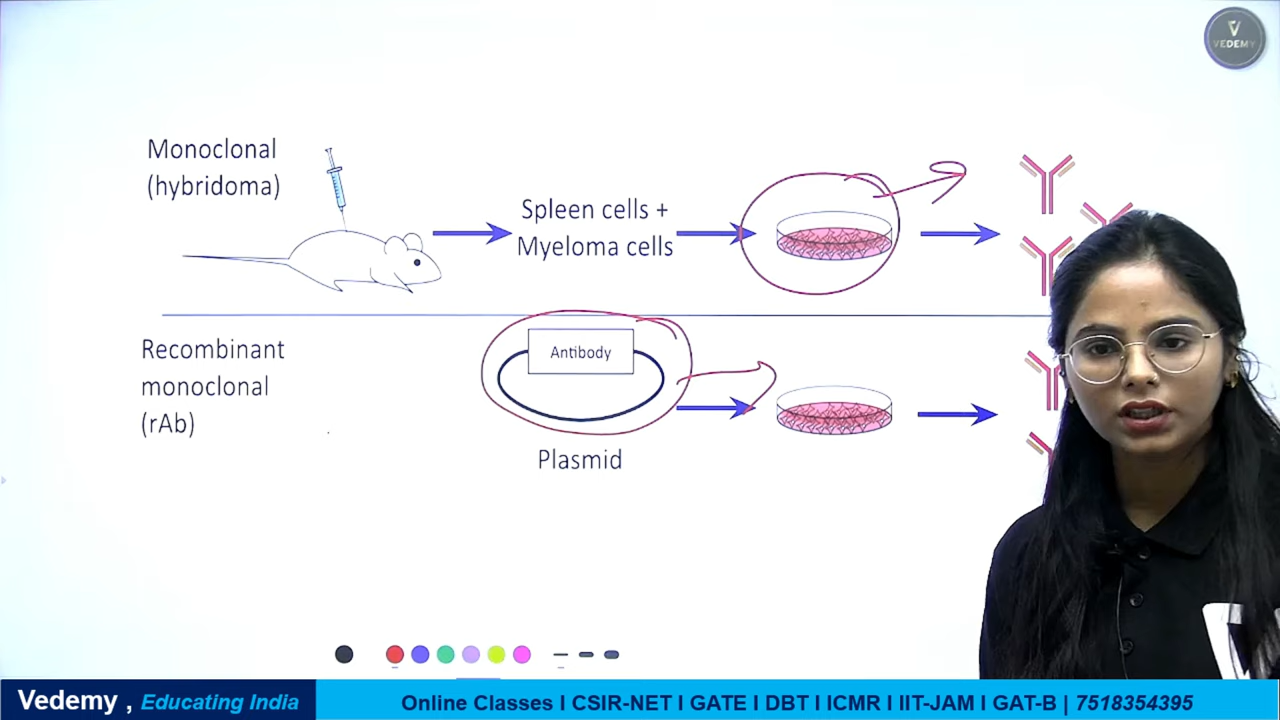 V
VEDEMY
Monoclonal
(hybridoma)
Spleen cells +
Myeloma cells
Recombinant
monoclonal
(rAb)
Antibody
Plasmid
Vedemy , Educating India
Online Classes I CSIR-NET I GATE I DBT I ICMR I IIT-JAM I GAT-B | 7518354395